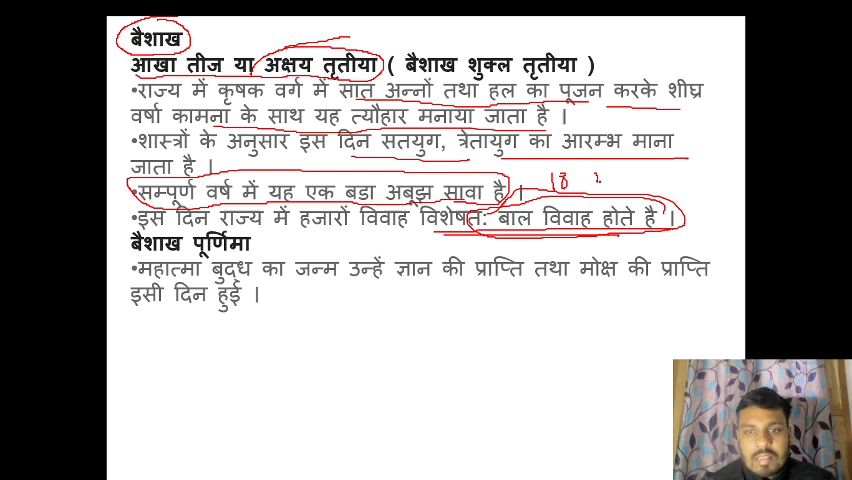 बैशाख
आखा तीज या अक्षय तृतीया ( बैशाख शुक्ल तृतीया )
•राज्य में कृषक वर्ग में सात अन्नों तथा हल का पूजन करके शीघ्र
वर्षा कामना के साथ यह त्यौहार मनाया जाता है ।
•शास्त्रों के अनुसार इस दिन सतयुग, त्रेतायुग का आरम्भ माना
जाता है ।
18
•सम्पूर्ण वर्ष में यह एक बड़ा अबूझ सावा है ।
•इस दिन राज्य में हजारों विवाह विशेषत: बाल विवाह होते है ।
बैशाख पूर्णिमा
•महात्मा बुद्ध का जन्म उन्हें ज्ञान की प्राप्ति तथा मोक्ष की प्राप्ति
इसी दिन हुई ।